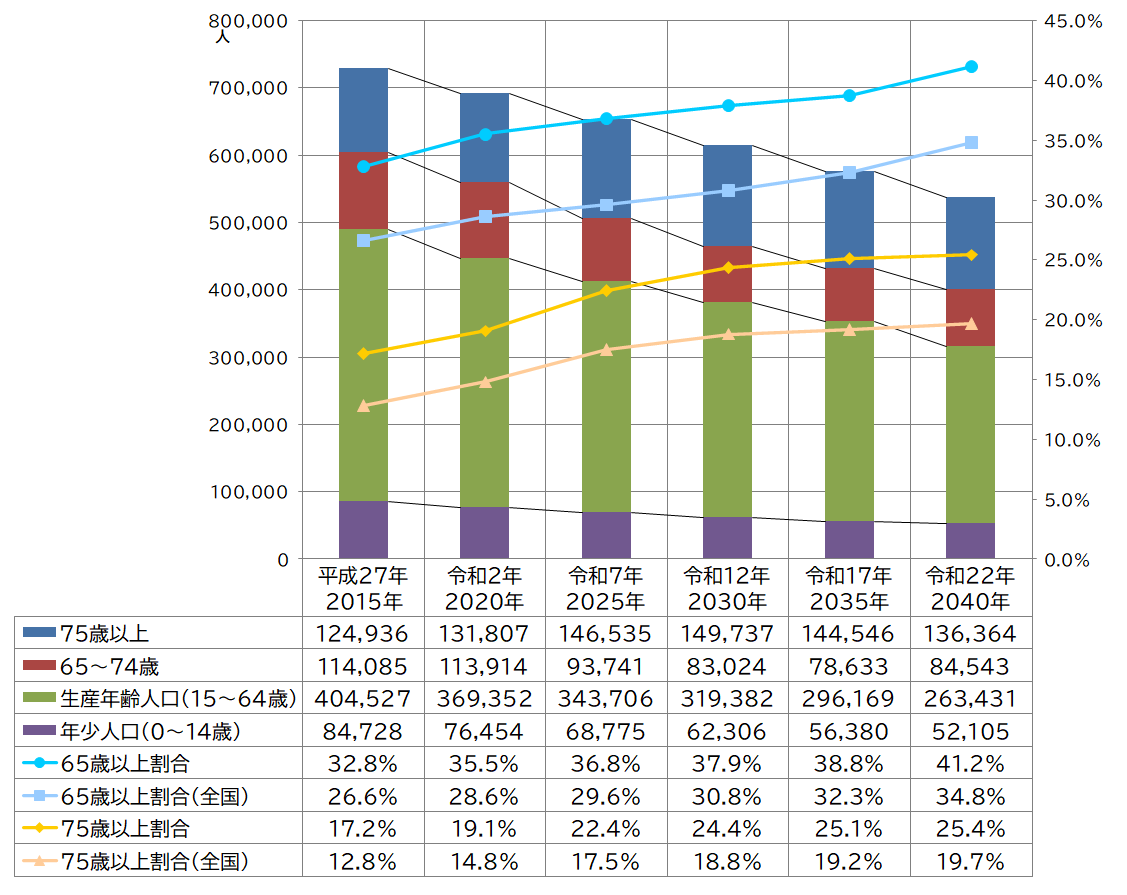 800,000
人
700,000
600,000
500,000
400,000
300,000
200,000
100,000
0
45.0%
40.0%
35.0%
30.0%
25.0%
20.0%
15.0%
10.0%
5.0%
0.0%
平成27年 令和2年 令和7年 令和12年 令和17年 令和22年
2015年 2020年 2025年 2030年 2035年 2040年
75歳以上 124,936 131,807 146,535 149,737 144,546 136,364
65～74歳 114,085 113,914 93,741 83,024 78,633 84,543
生産年齢人口(15～64歳) 404,527 369,352 343,706 319,382 296,169 263,431
年少人口(0～14歳) 84,728 76,454 68,775 62,306 56,380 52,105
65歳以上割合 32.8% 35.5% 36.8% 37.9% 38.8% 41.2%
65歳以上割合(全国) 26.6% 28.6% 29.6% 30.8% 32.3% 34.8%
75歳以上割合 17.2% 19.1% 22.4% 24.4% 25.1% 25.4%
75歳以上割合(全国) 12.8% 14.8% 17.5% 18.8% 19.2% 19.7%